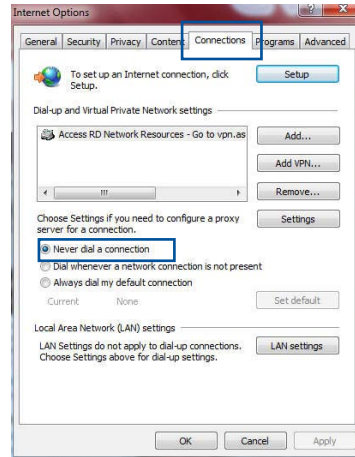 Internet Options
General Security Privacy Content Connections Programs Advanced
To set up an Internet connection, click
Setup.
Setup
Dial-up and Virtual Private Network settings
Access RD Network Resources - Go to vpn.as
Add...
Add VPN...
Remove...
Choose Settings if you need to configure a proxy
server for a connection.
Settings
Never dial a connection
Dial whenever a network connection is not present
Always dial my default connection
Current None
Set default
Local Area Network (LAN) settings
LAN Settings do not apply to dial-up connections.
Choose Settings above for dial-up settings.
LAN settings
OK Cancel Apply